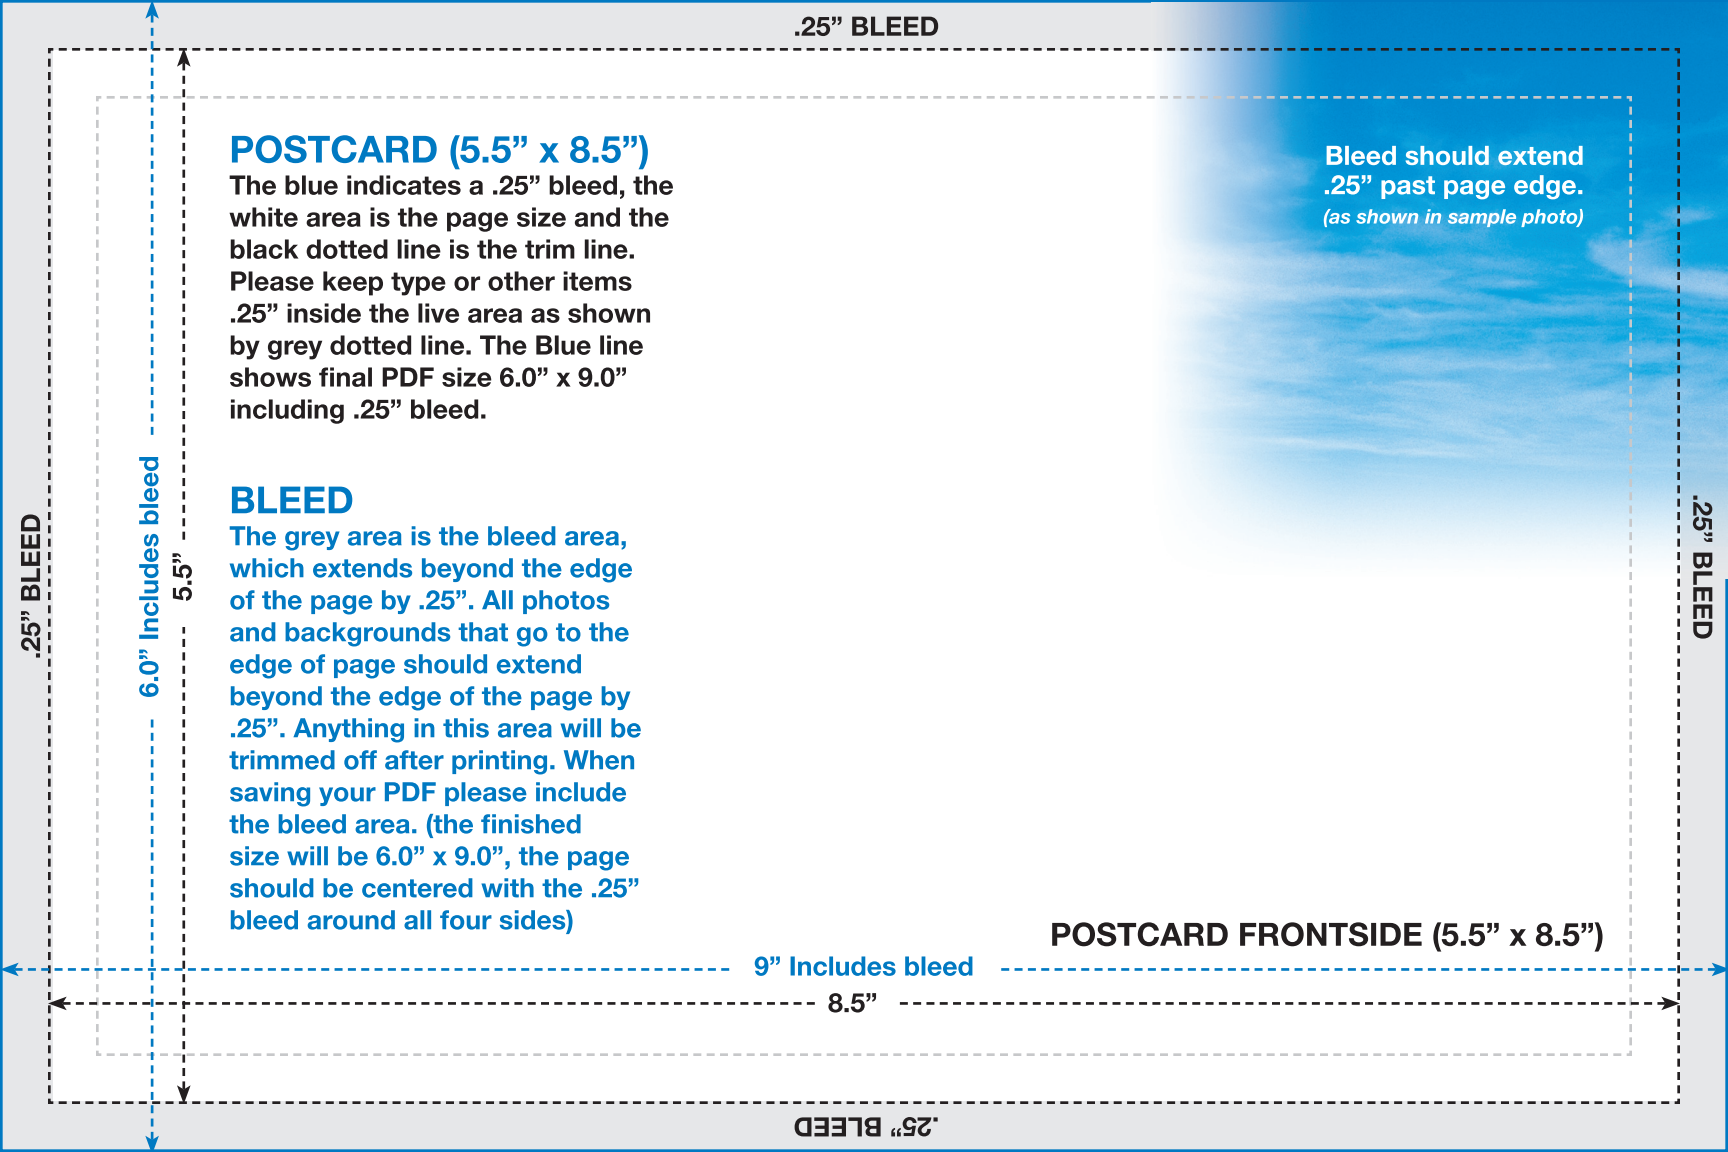 .25” BLEED
POSTCARD (5.5” x 8.5”)
The blue indicates a .25” bleed, the
white area is the page size and the
black dotted line is the trim line.
Please keep type or other items
.25” inside the live area as shown
by grey dotted line. The Blue line
shows final PDF size 6.0” x 9.0”
including .25” bleed.
Bleed should extend
.25” past page edge.
(as shown in sample photo)
BLEED
The grey area is the bleed area,
which extends beyond the edge
of the page by .25”. All photos
and backgrounds that go to the
edge of page should extend
beyond the edge of the page by
.25”. Anything in this area will be
trimmed off after printing. When
saving your PDF please include
the bleed area. (the finished
size will be 6.0” x 9.0”, the page
should be centered with the .25”
bleed around all four sides)
.25” BLEED
6.0” Includes bleed
5.5”
.25” BLEED
POSTCARD FRONTSIDE (5.5” x 8.5”)
9” Includes bleed
8.5”
.25” BLEED